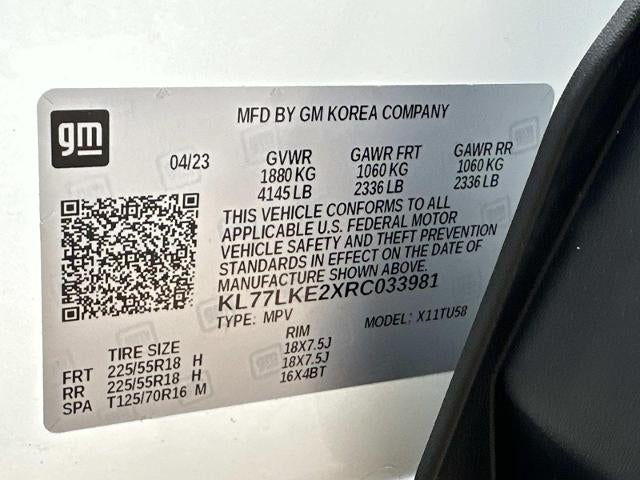 gm
MFD BY GM KOREA COMPANY
04/23 GVWR GAWR FRT GAWR RR
1880 KG 1060 KG 1060 KG
4145 LB 2336 LB 2336 LB
THIS VEHICLE CONFORMS TO ALL
APPLICABLE U.S. FEDERAL MOTOR
VEHICLE SAFETY AND THEFT PREVENTION
STANDARDS IN EFFECT ON THE DATE OF
MANUFACTURE SHOWN ABOVE.
KL77LKE2XRC033981
TYPE: MPV MODEL: X11TU58
TIRE SIZE RIM
FRT 225/55R18 H 18X7.5J
RR 225/55R18 H 18X7.5J
SPA T125/70R16 M 16X4BT